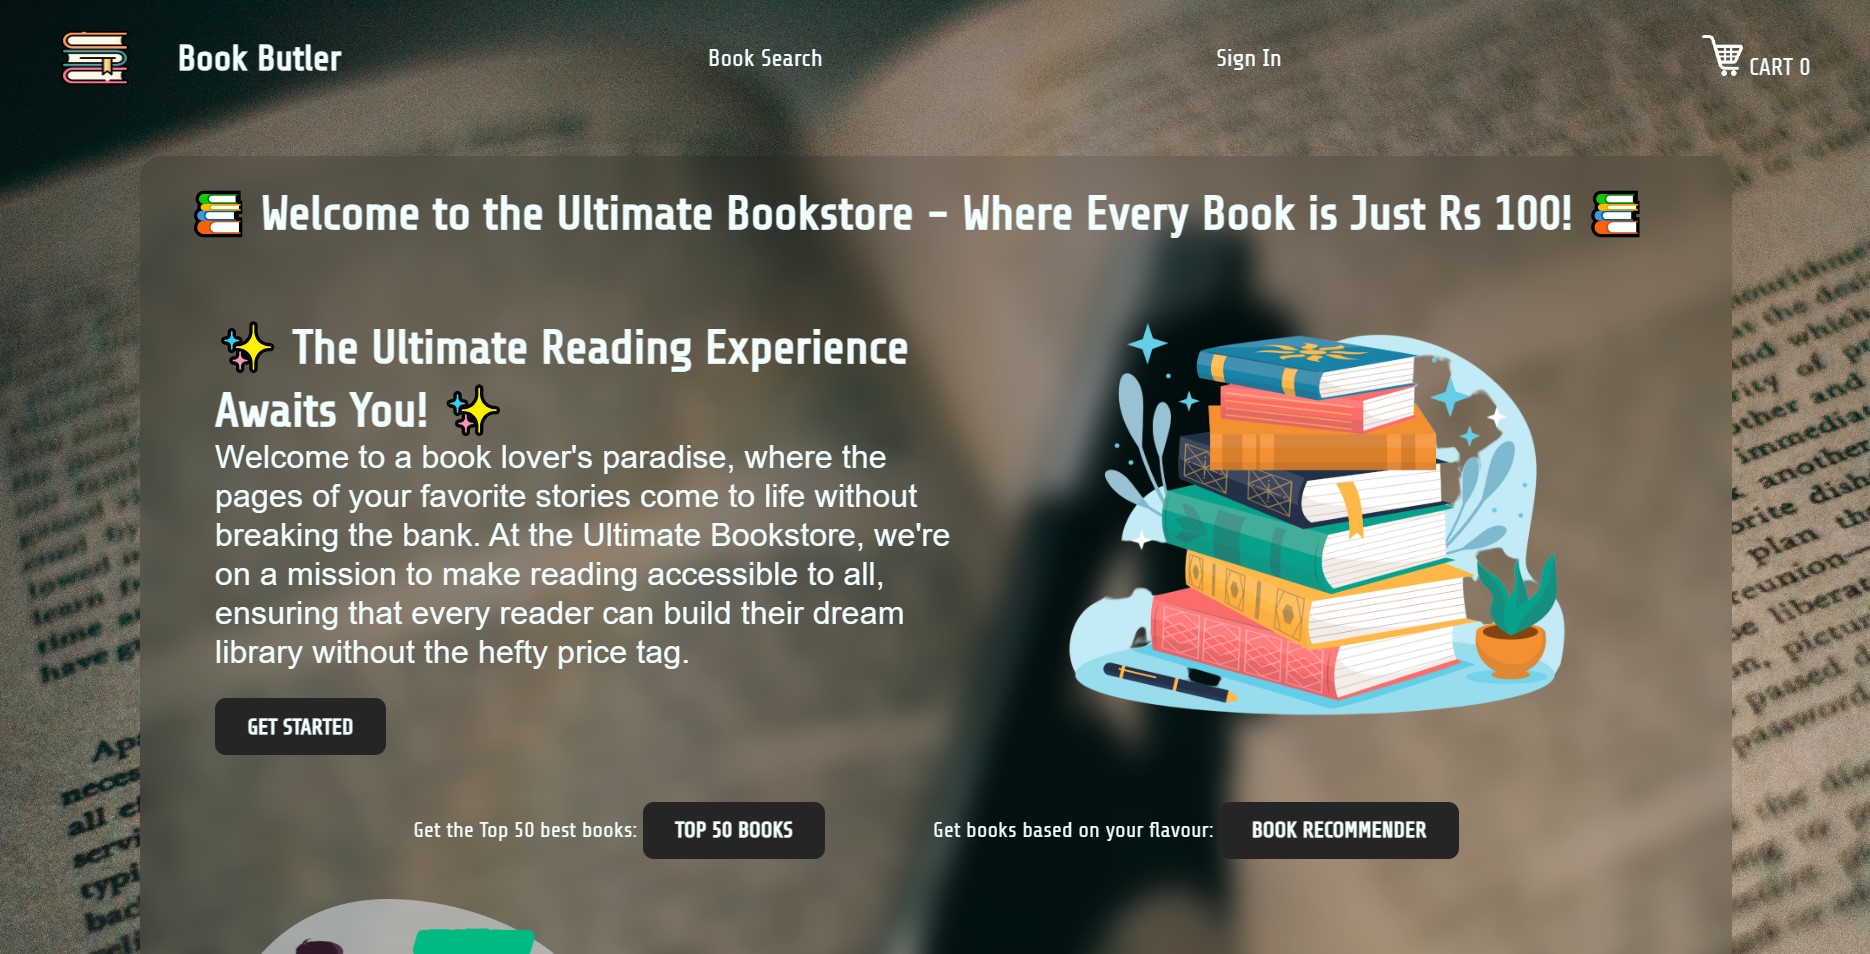 Book Butler
Book Search
Sign In
CART 0
📚 Welcome to the Ultimate Bookstore – Where Every Book is Just Rs 100! 📚
✨ The Ultimate Reading Experience
Awaits You! ✨
Welcome to a book lover's paradise, where the
pages of your favorite stories come to life without
breaking the bank. At the Ultimate Bookstore, we're
on a mission to make reading accessible to all,
ensuring that every reader can build their dream
library without the hefty price tag.
GET STARTED
Get the Top 50 best books: TOP 50 BOOKS
Get books based on your flavour: BOOK RECOMMENDER